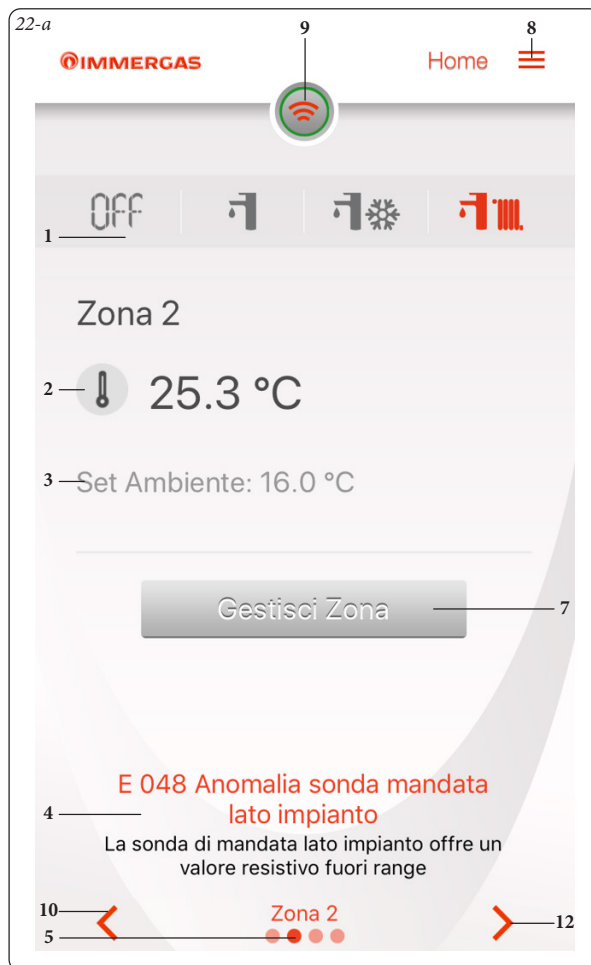 22-a
9
8
IMMERGAS
Home
OFF
1
Zona 2
2
25.3 °C
3
Set Ambiente: 16.0 °C
Gestisci Zona
7
E 048 Anomalia sonda mandata
lato impianto
4
La sonda di mandata lato impianto offre un
valore resistivo fuori range
10
Zona 2
12
5